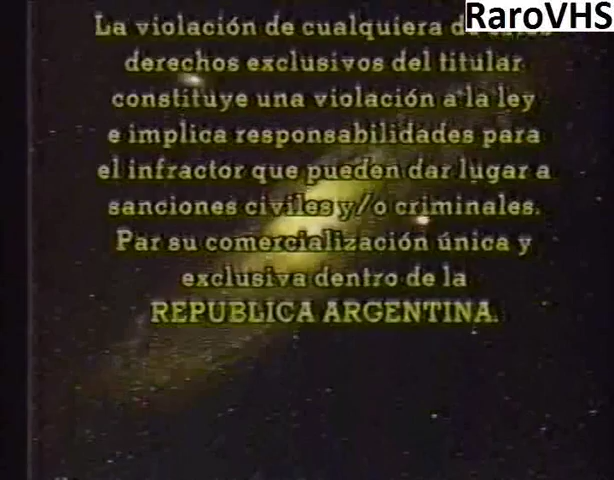 RaroVHS
La violación de cualquiera de estos
derechos exclusivos del titular
constituye una violación a la ley
e implica responsabilidades para
el infractor que pueden dar lugar a
sanciones civiles y/o criminales.
Par su comercialización única y
exclusiva dentro de la
REPUBLICA ARGENTINA.